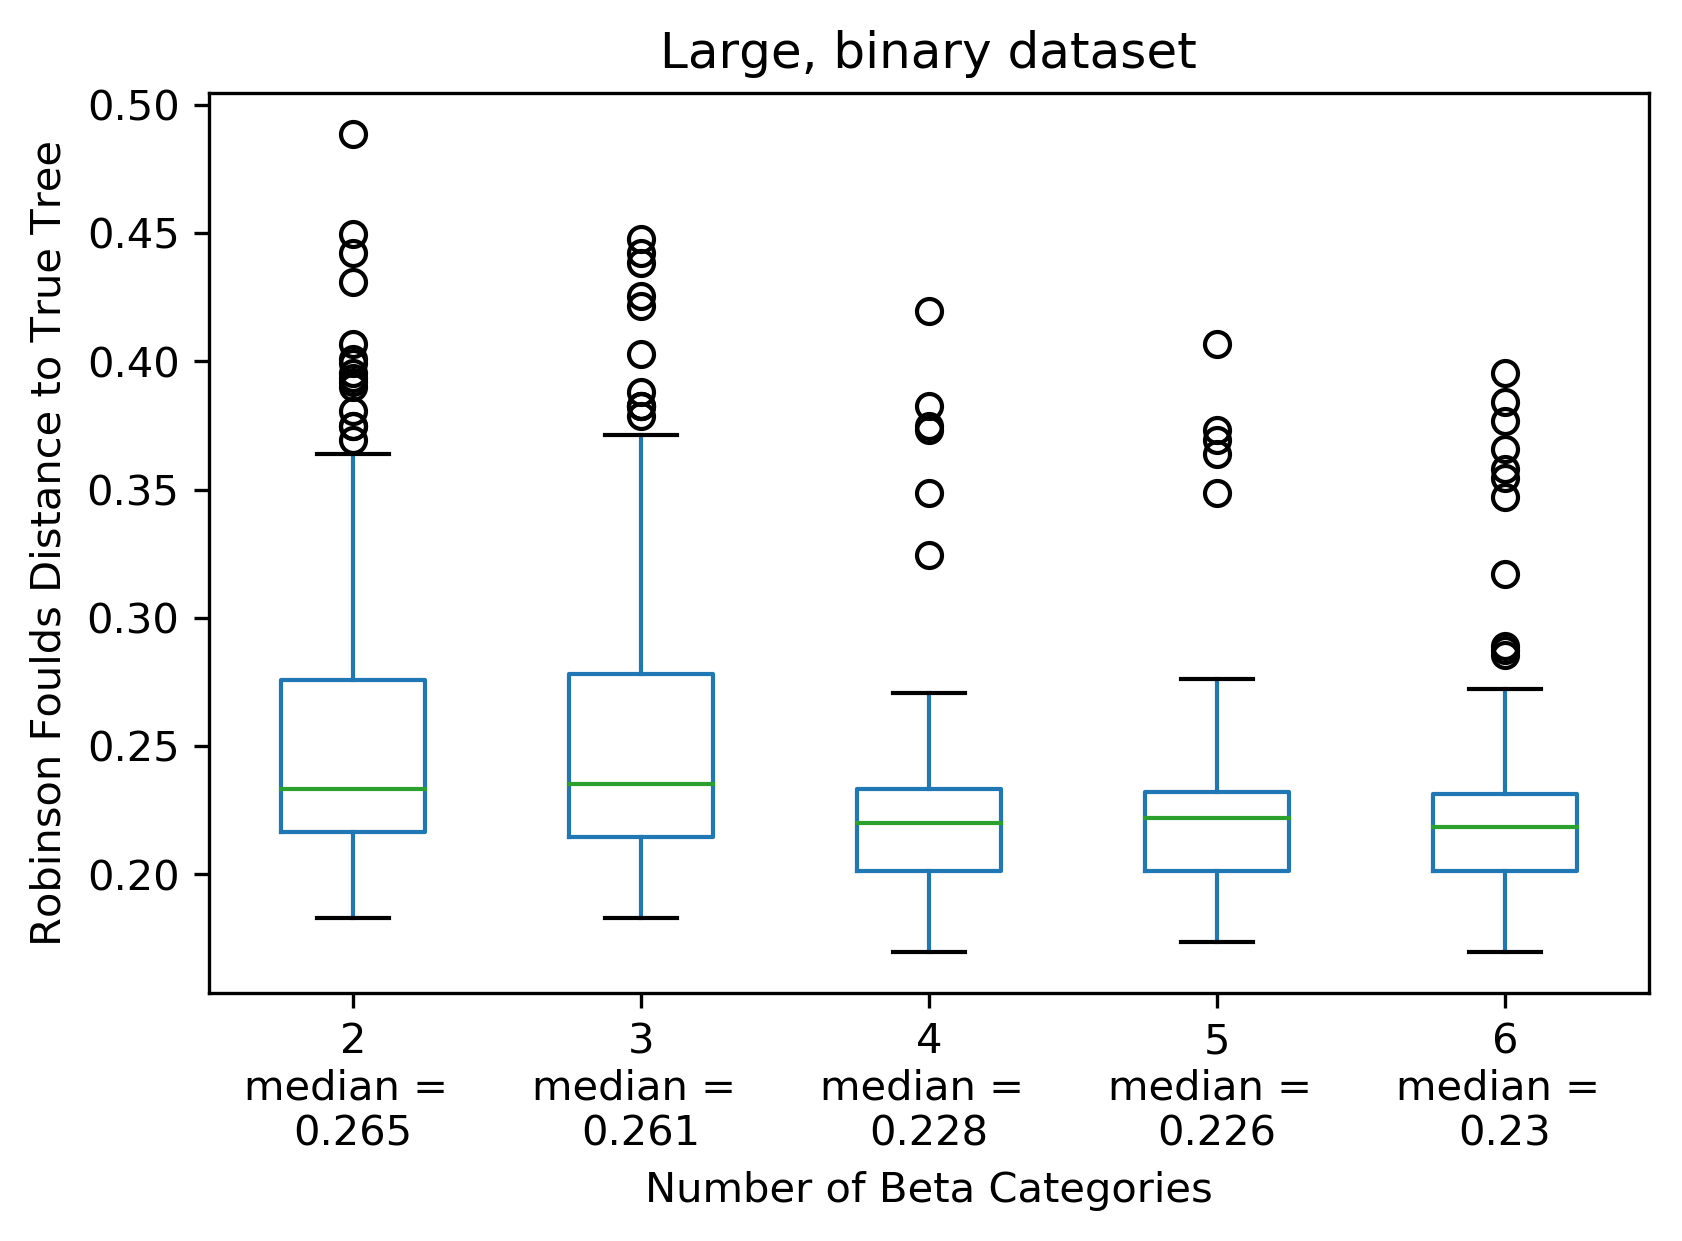 Large, binary dataset
Robinson Foulds Distance to True Tree
0.50
0.45
0.40
0.35
0.30
0.25
0.20
2 3 4 5 6
median = median = median = median = median =
0.265 0.261 0.228 0.226 0.23
Number of Beta Categories